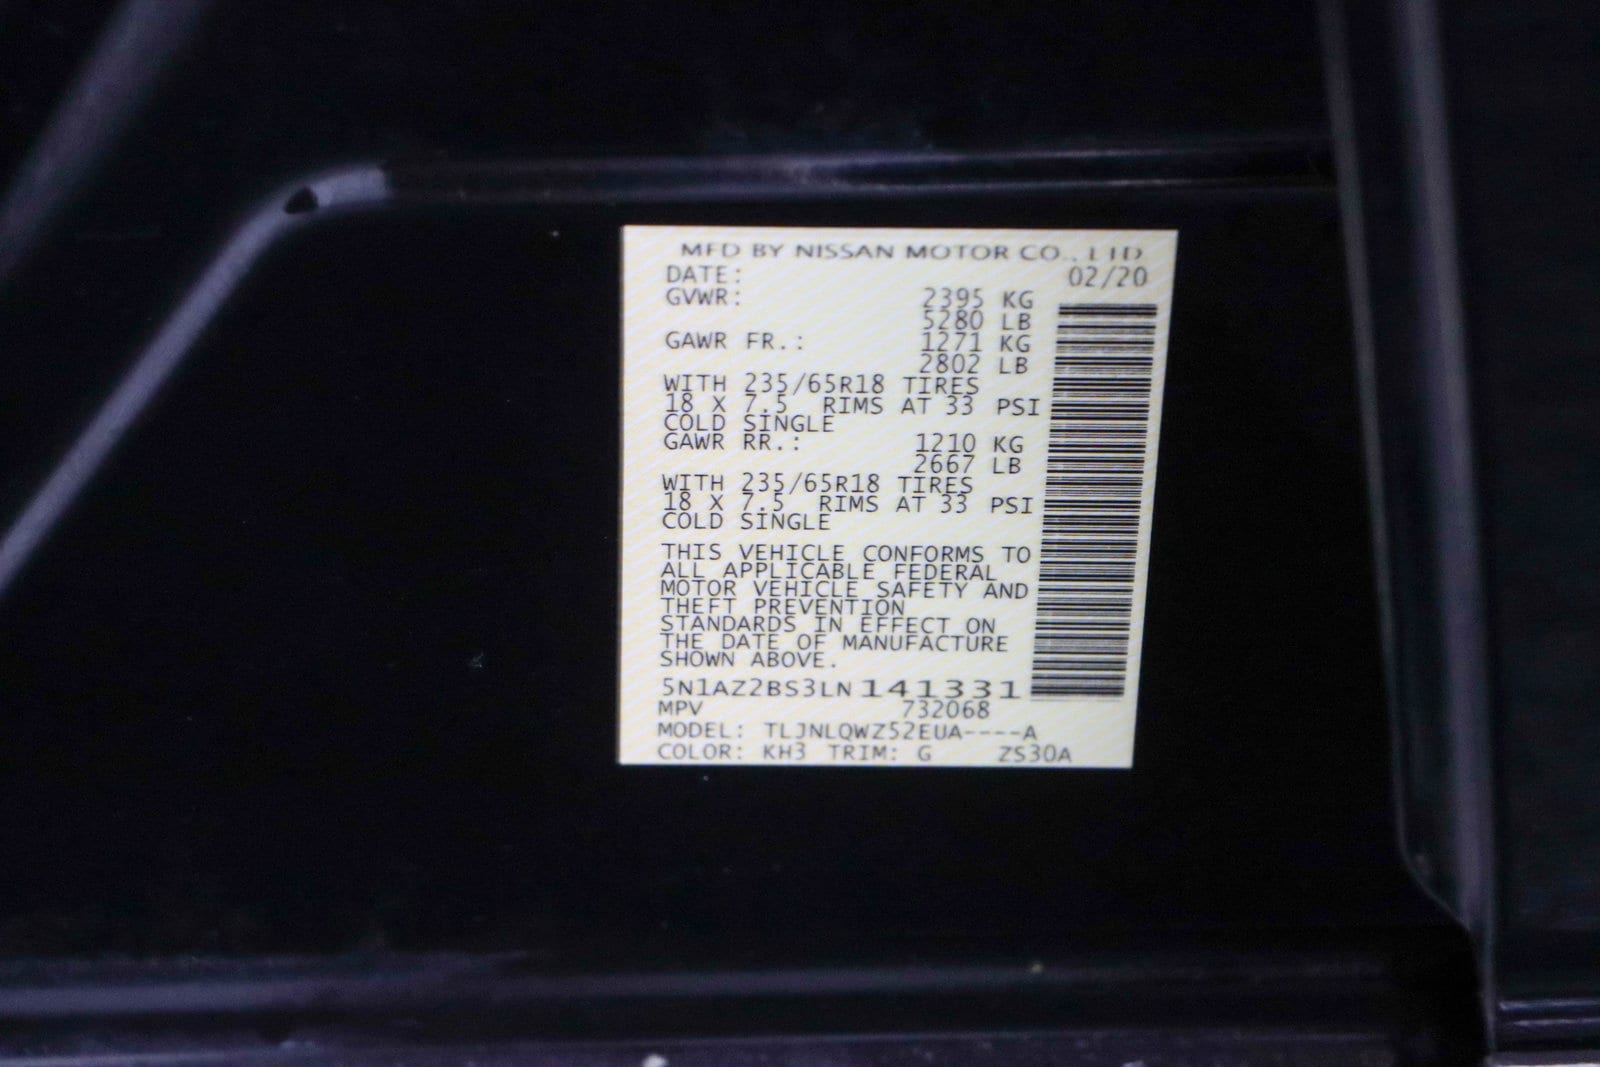 MFD BY NISSAN MOTOR CO., LTD
DATE: 02/20
GVWR: 2395 KG
5280 LB
GAWR FR.: 1271 KG
2802 LB
WITH 235/65R18 TIRES
18 X 7.5 RIMS AT 33 PSI
COLD SINGLE
GAWR RR.: 1210 KG
2667 LB
WITH 235/65R18 TIRES
18 X 7.5 RIMS AT 33 PSI
COLD SINGLE
THIS VEHICLE CONFORMS TO
ALL APPLICABLE FEDERAL
MOTOR VEHICLE SAFETY AND
THEFT PREVENTION
STANDARDS IN EFFECT ON
THE DATE OF MANUFACTURE
SHOWN ABOVE.
5N1AZ2BS3LN141331
MPV 732068
MODEL: TLJNLQWZ52EUA----A
COLOR: KH3 TRIM: G ZS30A